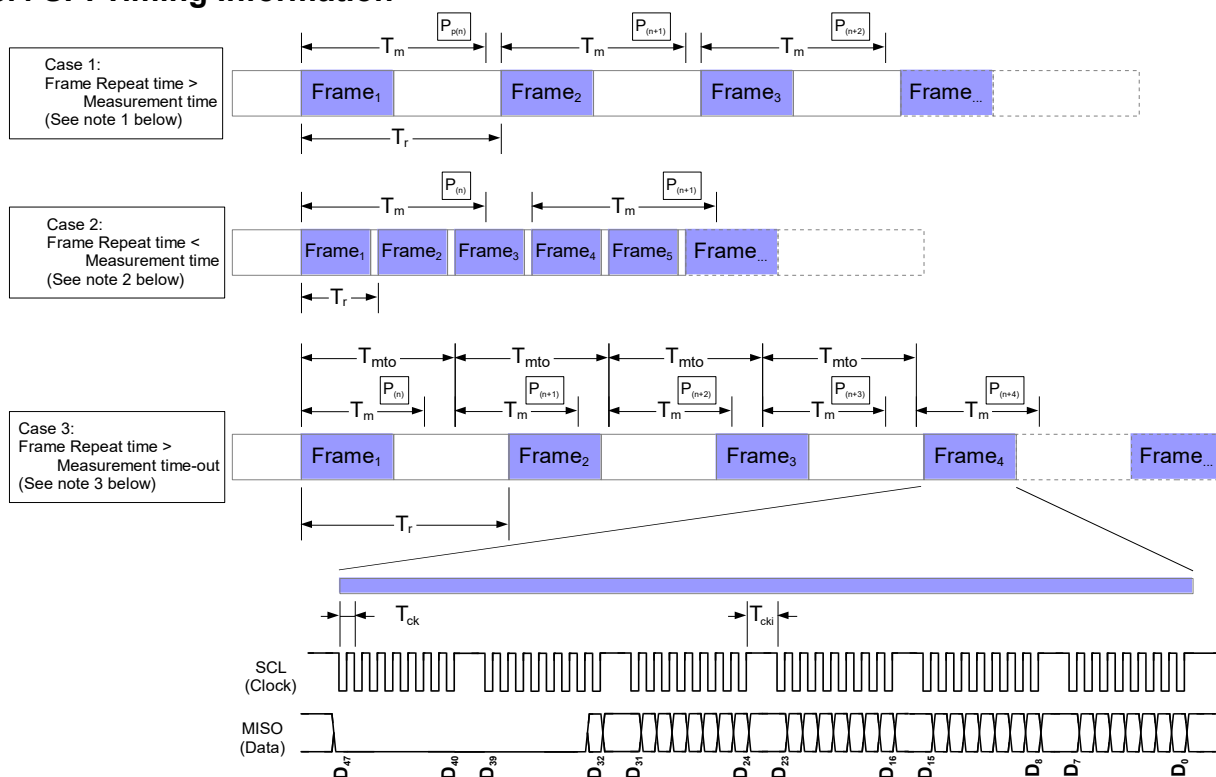 SPI Timing Information
Case 1:
Frame Repeat time >
Measurement time
(See note 1 below)
Tm
Pp(n)
Tm
P(n+1)
Tm
P(n+2)
Frame1
Frame2
Frame3
Frame...
Tr
Case 2:
Frame Repeat time <
Measurement time
(See note 2 below)
Tm
P(n)
Tm
P(n+1)
Frame1
Frame2
Frame3
Frame4
Frame5
Frame...
Tr
Case 3:
Frame Repeat time >
Measurement time-out
(See note 3 below)
Tmto
Tmto
Tmto
Tmto
Tm
P(n)
Tm
P(n+1)
Tm
P(n+2)
Tm
P(n+3)
Tm
P(n+4)
Frame1
Frame2
Frame3
Frame4
Frame...
Tr
Tck
Tcki
SCL
(Clock)
MISO
(Data)
D47
D40
D39
D32
D31
D24
D23
D16
D15
D8
D7
D0